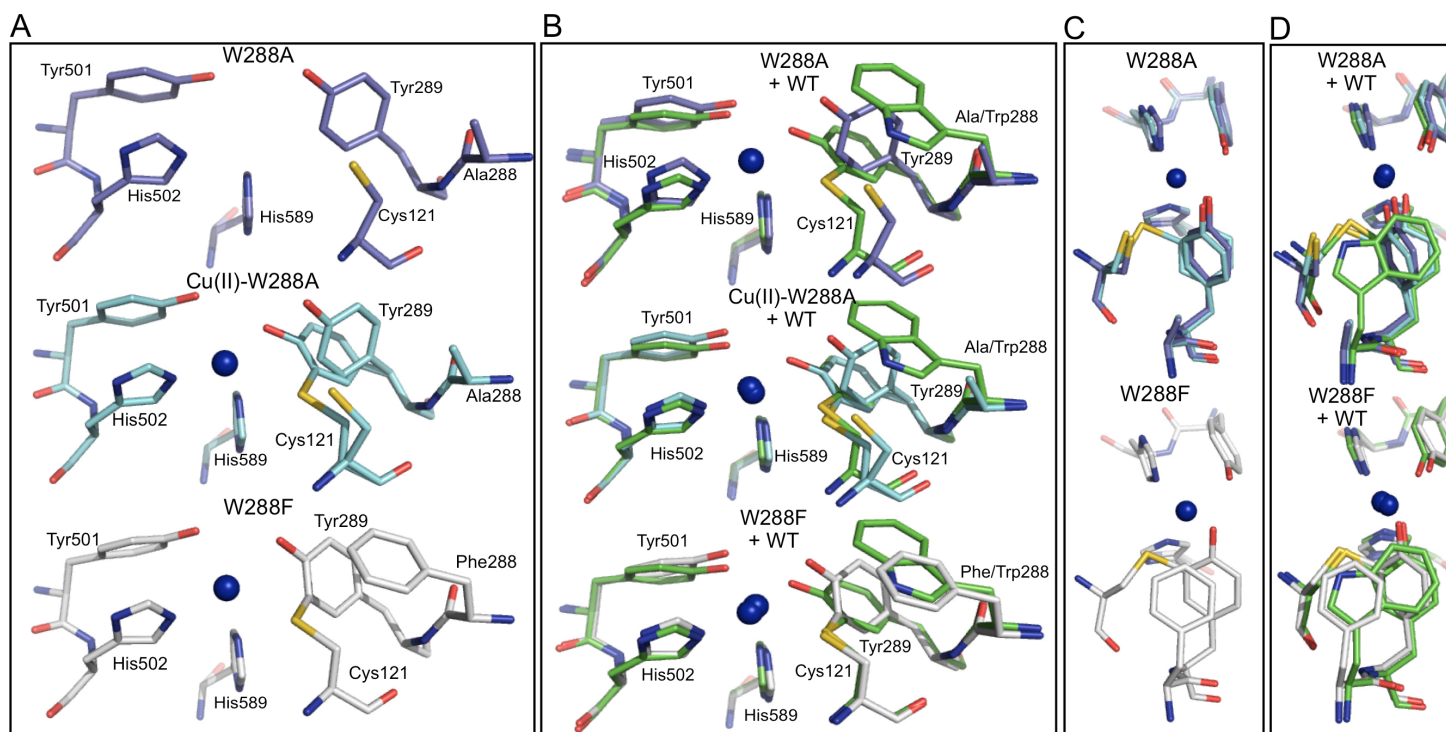 A
W288A
Tyr501
Tyr289
His502
His589
Cys121
Ala288
Cu(II)-W288A
Tyr501
Tyr289
His502
Ala288
Cys121
His589
W288F
Tyr501
Tyr289
Phe288
His502
Cys121
His589
B
W288A
+ WT
Tyr501
Ala/Trp288
His502
Tyr289
His589
Cys121
Cu(II)-W288A
+ WT
Tyr501
Ala/Trp288
Tyr289
His502
His589
Cys121
W288F
+ WT
Tyr501
Phe/Trp288
His502
Cys121
Tyr289
His589
C
W288A
W288F
D
W288A
+ WT
W288F
+ WT